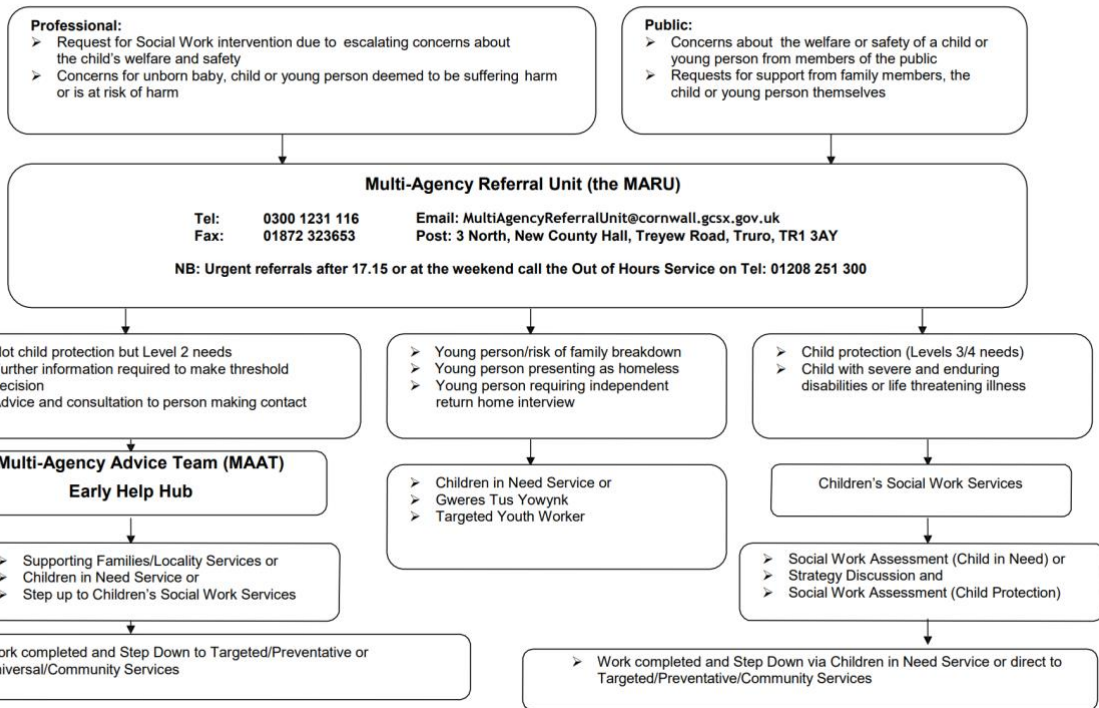 Professional:
➢ Request for Social Work intervention due to escalating concerns about
the child's welfare and safety
➢ Concerns for unborn baby, child or young person deemed to be suffering harm
or is at risk of harm
Public:
➢ Concerns about the welfare or safety of a child or
young person from members of the public
➢ Requests for support from family members, the
child or young person themselves
Multi-Agency Referral Unit (the MARU)
Tel: 0300 1231 116 Email: MultiAgencyReferralUnit@cornwall.gcsx.gov.uk
Fax: 01872 323653 Post: 3 North, New County Hall, Treyew Road, Truro, TR1 3AY
NB: Urgent referrals after 17.15 or at the weekend call the Out of Hours Service on Tel: 01208 251 300
ot child protection but Level 2 needs
urther information required to make threshold
ecision
dvice and consultation to person making contact
➢ Young person/risk of family breakdown
➢ Young person presenting as homeless
➢ Young person requiring independent
return home interview
➢ Child protection (Levels 3/4 needs)
➢ Child with severe and enduring
disabilities or life threatening illness
Multi-Agency Advice Team (MAAT)
Early Help Hub
➢ Children in Need Service or
➢ Gweres Tus Yowynk
➢ Targeted Youth Worker
Children's Social Work Services
➢ Supporting Families/Locality Services or
➢ Children in Need Service or
➢ Step up to Children's Social Work Services
➢ Social Work Assessment (Child in Need) or
➢ Strategy Discussion and
➢ Social Work Assessment (Child Protection)
ork completed and Step Down to Targeted/Preventative or
niversal/Community Services
➢ Work completed and Step Down via Children in Need Service or direct to
Targeted/Preventative/Community Services